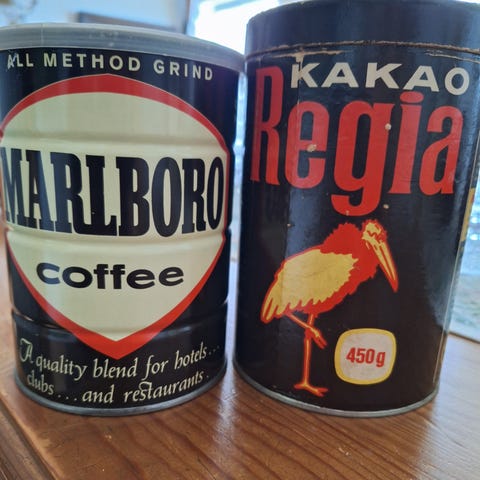 ALL METHOD GRIND
MARLBORO
coffee
A quality blend for hotels...
clubs... and restaurants...
KAKAO
Regia
450g